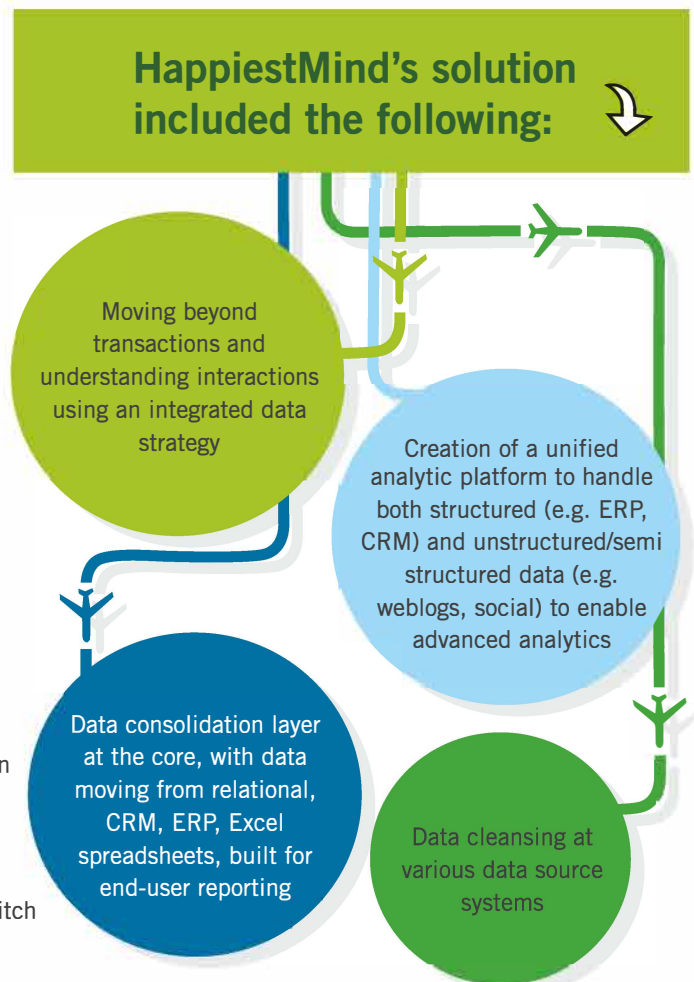 HappiestMind's solution
included the following:
Moving beyond
transactions and
understanding interactions
using an integrated data
strategy
Creation of a unified
analytic platform to handle
both structured (e.g. ERP,
CRM) and unstructured/semi
structured data (e.g.
weblogs, social) to enable
advanced analytics
Data consolidation layer
at the core, with data
moving from relational,
CRM, ERP, Excel
spreadsheets, built for
end-user reporting
Data cleansing at
various data source
systems